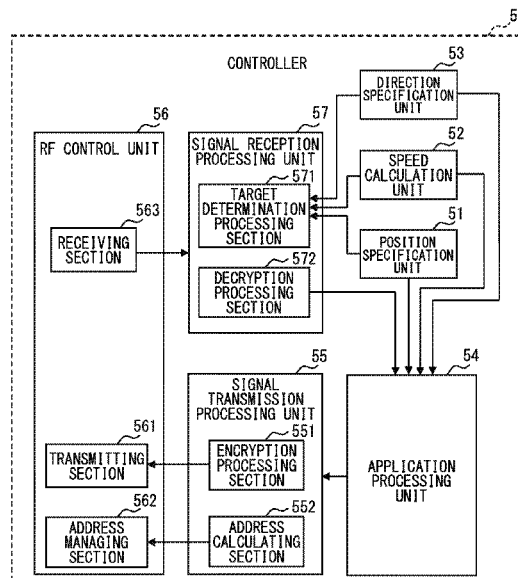 5
CONTROLLER
53
DIRECTION
SPECIFICATION
UNIT
56
RF CONTROL UNIT
57
SIGNAL RECEPTION
PROCESSING UNIT
52
SPEED
CALCULATION
UNIT
571
TARGET
DETERMINATION
PROCESSING
SECTION
563
RECEIVING
SECTION
51
POSITION
SPECIFICATION
UNIT
572
DECRYPTION
PROCESSING
SECTION
55
SIGNAL
TRANSMISSION
PROCESSING UNIT
54
APPLICATION
PROCESSING
UNIT
561
TRANSMITTING
SECTION
551
ENCRYPTION
PROCESSING
SECTION
562
ADDRESS
MANAGING
SECTION
552
ADDRESS
CALCULATING
SECTION